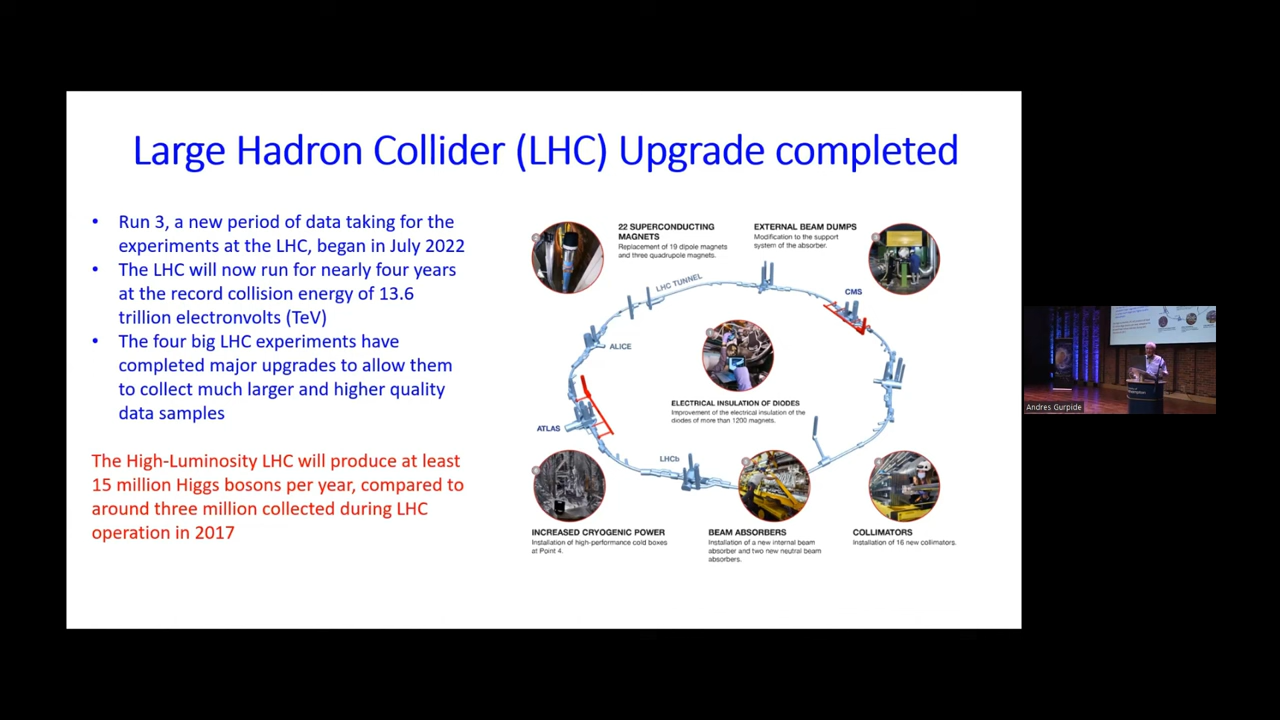 Large Hadron Collider (LHC) Upgrade completed
• Run 3, a new period of data taking for the
experiments at the LHC, began in July 2022
• The LHC will now run for nearly four years
at the record collision energy of 13.6
trillion electronvolts (TeV)
• The four big LHC experiments have
completed major upgrades to allow them
to collect much larger and higher quality
data samples
The High-Luminosity LHC will produce at least
15 million Higgs bosons per year, compared to
around three million collected during LHC
operation in 2017
22 SUPERCONDUCTING
MAGNETS
Replacement of 19 dipole magnets
and three quadrupole magnets.
EXTERNAL BEAM DUMPS
Modification to the support
system of the absorber.
LHC TUNNEL
CMS
ALICE
ELECTRICAL INSULATION OF DIODES
Improvement of the electrical insulation of the
diodes of more than 1200 magnets.
ATLAS
LHCb
INCREASED CRYOGENIC POWER
Installation of high-performance cold boxes
at Point 4.
BEAM ABSORBERS
Installation of a new internal beam
absorber and two new neutral beam
absorbers.
COLLIMATORS
Installation of 16 new collimators.
Andres Gurpide